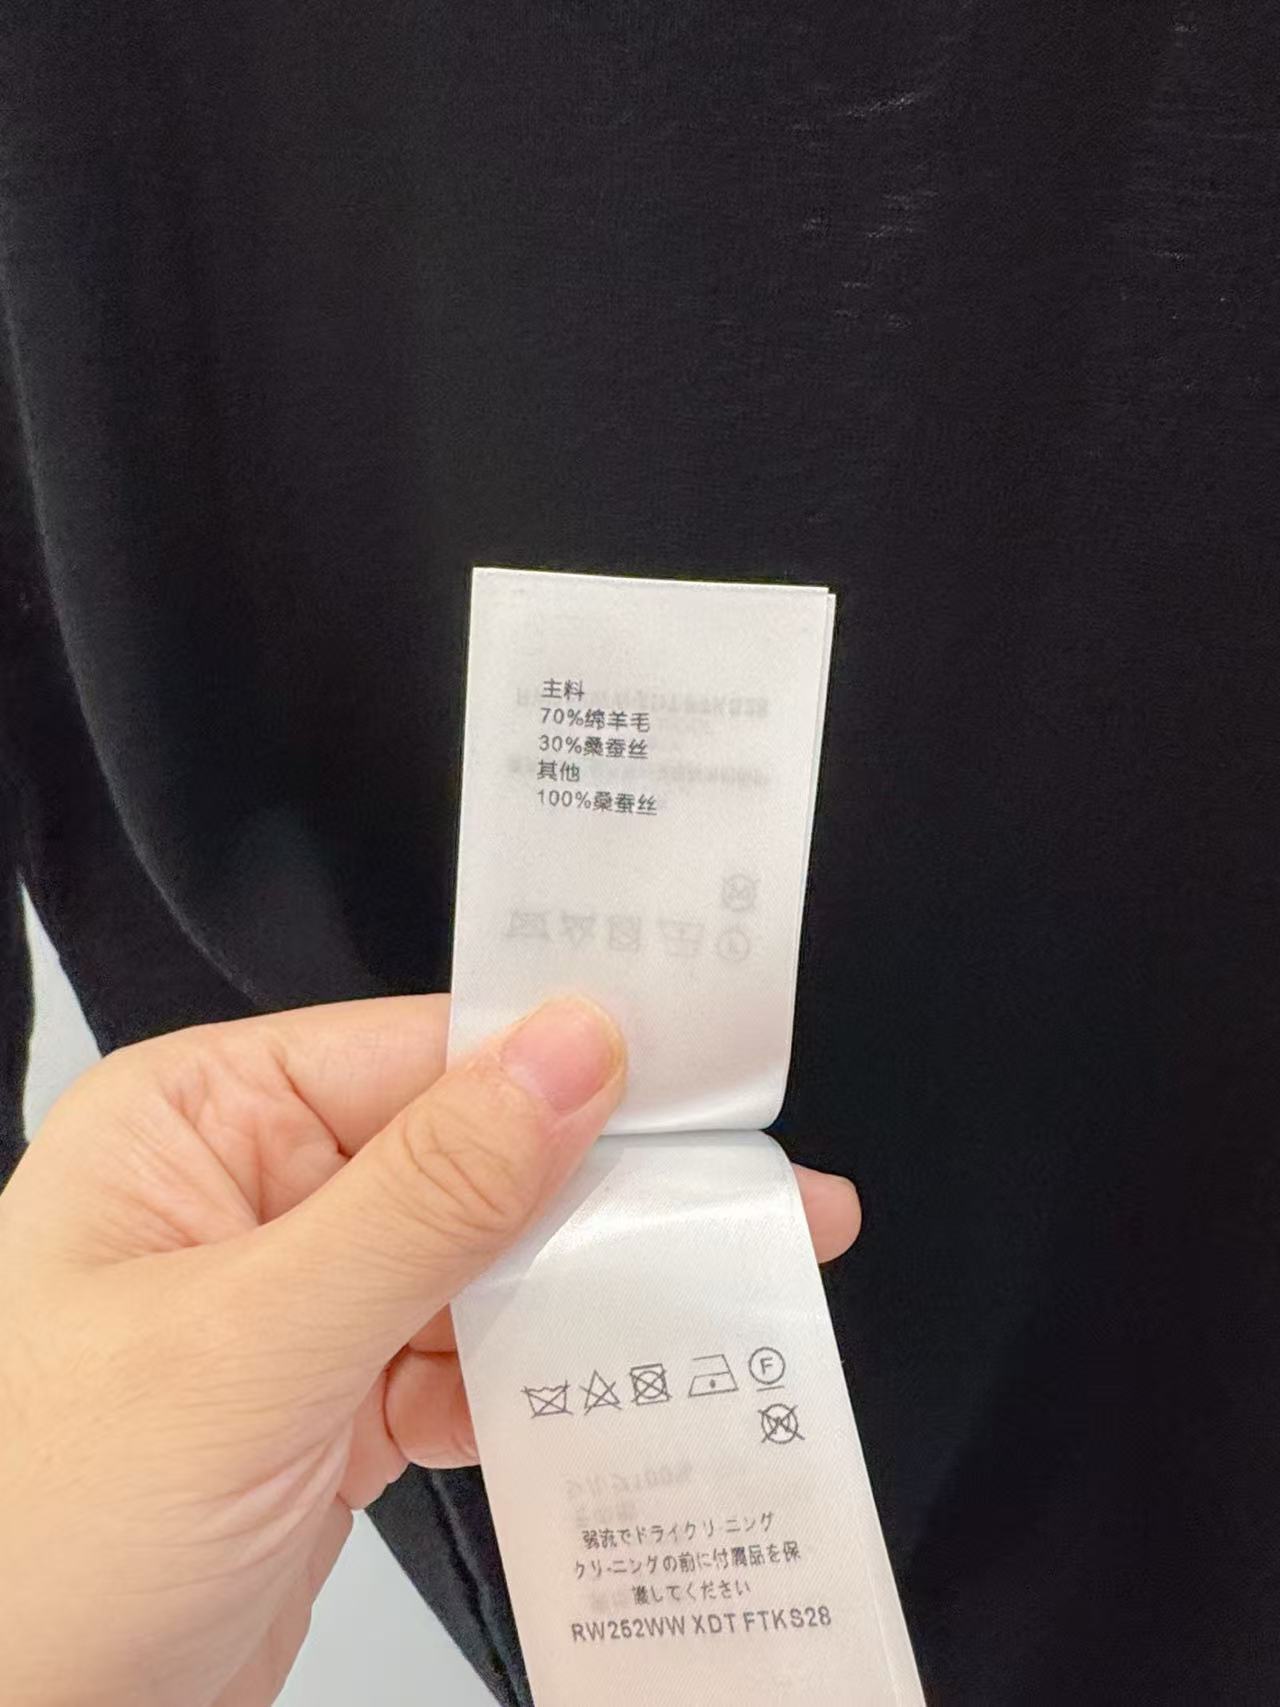 主料
70%绵羊毛
30%桑蚕丝
其他
100%桑蚕丝
F
W
弱流でドライクリーニング
クリーニングの前に付属品を保
護してください
RW252WW XDT FTKS28